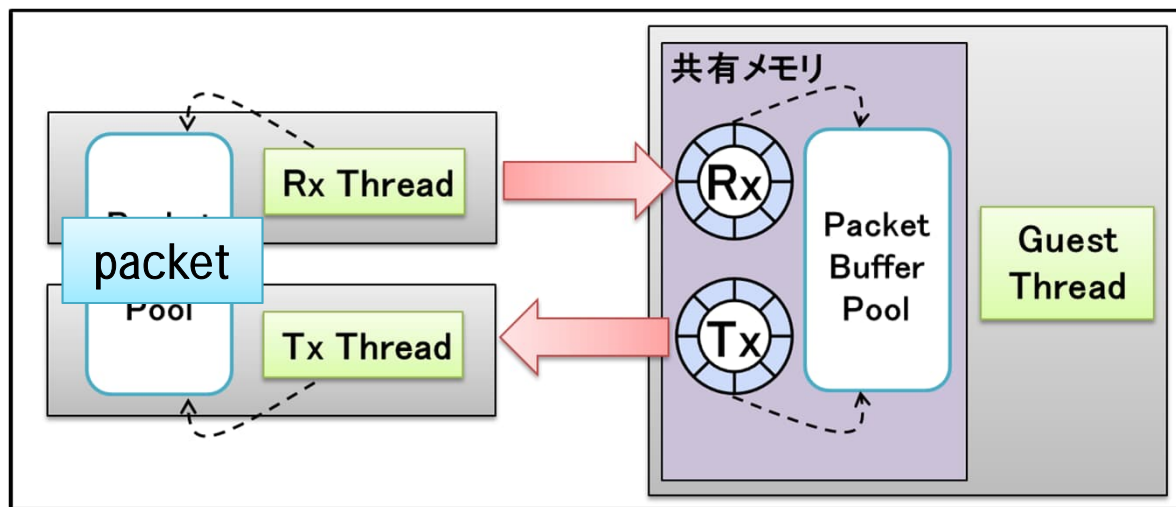 共有メモリ
Rx Thread
Rx
packet
Packet
Buffer
Pool
Guest
Thread
Pool
Tx Thread
Tx